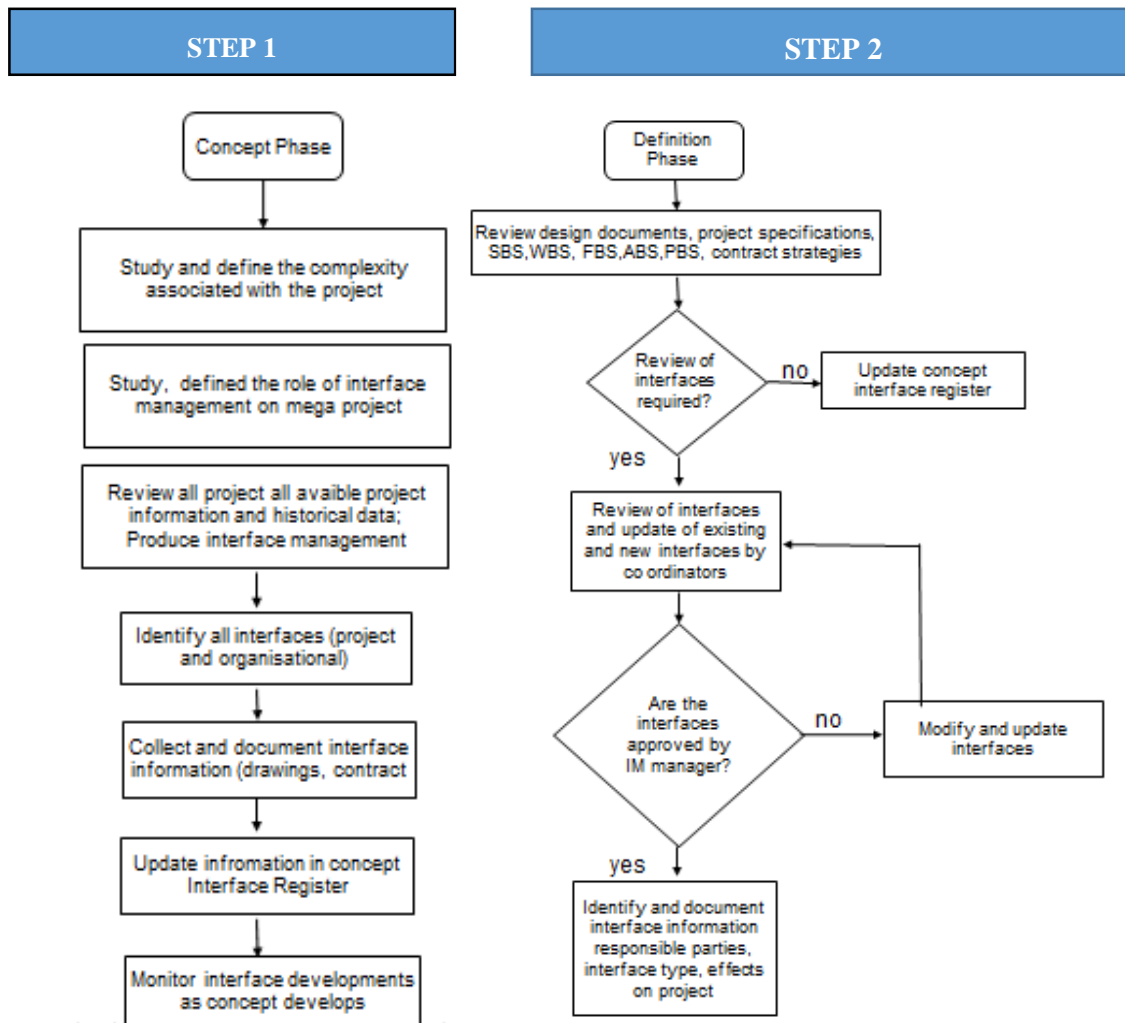 STEP 1
Concept Phase
Study and define the complexity
associated with the project
Study, defined the role of interface
management on mega project
Review all project all avaible project
information and historical data;
Produce interface management
Identify all interfaces (project
and organisational)
Collect and document interface
information (drawings, contract
Update infromation in concept
Interface Register
Monitor interface developments
as concept develops
STEP 2
Definition
Phase
Review design documents, project specifications,
SBS,WBS, FBS,ABS,PBS, contract strategies
Review of
interfaces
required?
no
Update concept
interface register
yes
Review of interfaces
and update of existing
and new interfaces by
co ordinators
Are the
interfaces
approved by
IM manager?
no
Modify and update
interfaces
yes
Identify and document
interface information
responsible parties,
interface type, effects
on project